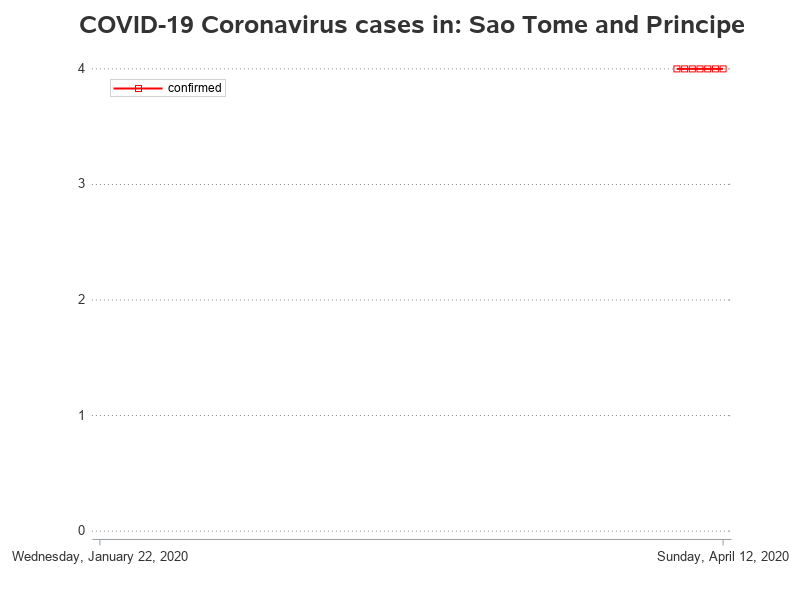 COVID-19 Coronavirus cases in: Sao Tome and Principe
4
confirmed
3
2
1
0
Wednesday, January 22, 2020
Sunday, April 12, 2020